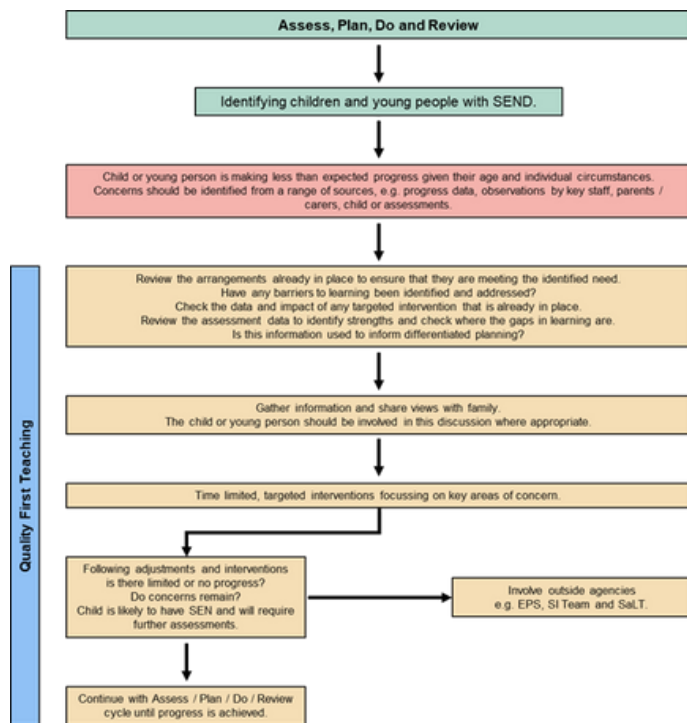 Assess, Plan, Do and Review
Identifying children and young people with SEND.
Child or young person is making less than expected progress given their age and individual circumstances.
Concerns should be identified from a range of sources, e.g. progress data, observations by key staff, parents /
carers, child or assessments.
Quality First Teaching
Review the arrangements already in place to ensure that they are meeting the identified need.
Have any barriers to learning been identified and addressed?
Check the data and impact of any targeted intervention that is already in place.
Review the assessment data to identify strengths and check where the gaps in learning are.
Is this information used to inform differentiated planning?
Gather information and share views with family.
The child or young person should be involved in this discussion where appropriate.
Time limited, targeted interventions focussing on key areas of concern.
Following adjustments and interventions
is there limited or no progress?
Do concerns remain?
Child is likely to have SEN and will require
further assessments.
Involve outside agencies
e.g. EPS, SI Team and SaLT.
Continue with Assess / Plan / Do / Review
cycle until progress is achieved.